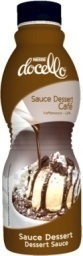 Nestlé
docello
Sauce Dessert
Café
Sauce Dessert
Dessert Sauce